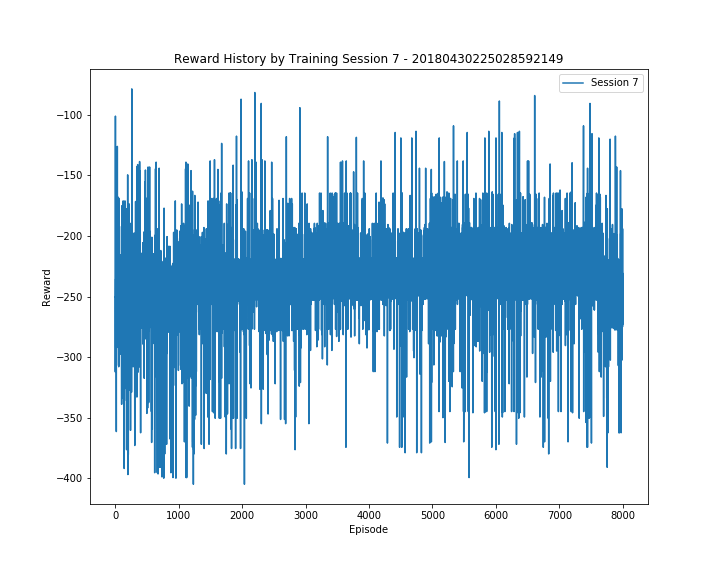 Reward History by Training Session 7 - 20180430225028592149
Session 7
−100
−150
−200
−250
−300
−350
−400
Reward
0 1000 2000 3000 4000 5000 6000 7000 8000
Episode